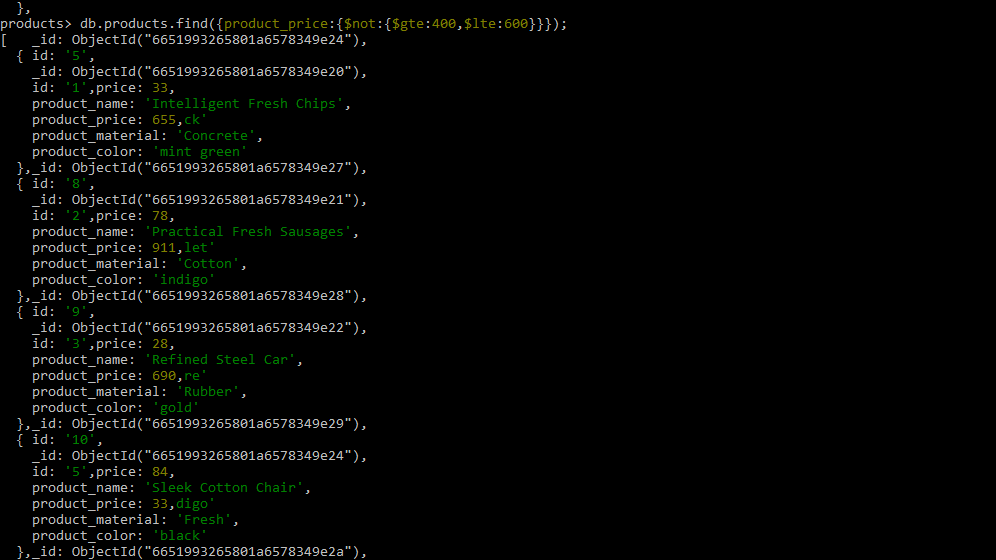 },
products> db.products.find({product_price:{$not:{$gte:400,$lte:600}}});
[   _id: ObjectId("6651993265801a6578349e24"),
{ id: '5',
_id: ObjectId("6651993265801a6578349e20"),
id: '1',price: 33,
product_name: 'Intelligent Fresh Chips',
product_price: 655,ck'
product_material: 'Concrete',
product_color: 'mint green'
},_id: ObjectId("6651993265801a6578349e27"),
{ id: '8',
_id: ObjectId("6651993265801a6578349e21"),
id: '2',price: 78,
product_name: 'Practical Fresh Sausages',
product_price: 911,let'
product_material: 'Cotton',
product_color: 'indigo'
},_id: ObjectId("6651993265801a6578349e28"),
{ id: '9',
_id: ObjectId("6651993265801a6578349e22"),
id: '3',price: 28,
product_name: 'Refined Steel Car',
product_price: 690,re'
product_material: 'Rubber',
product_color: 'gold'
},_id: ObjectId("6651993265801a6578349e29"),
{ id: '10',
_id: ObjectId("6651993265801a6578349e24"),
id: '5',price: 84,
product_name: 'Sleek Cotton Chair',
product_price: 33,digo'
product_material: 'Fresh',
product_color: 'black'
},_id: ObjectId("6651993265801a6578349e2a"),